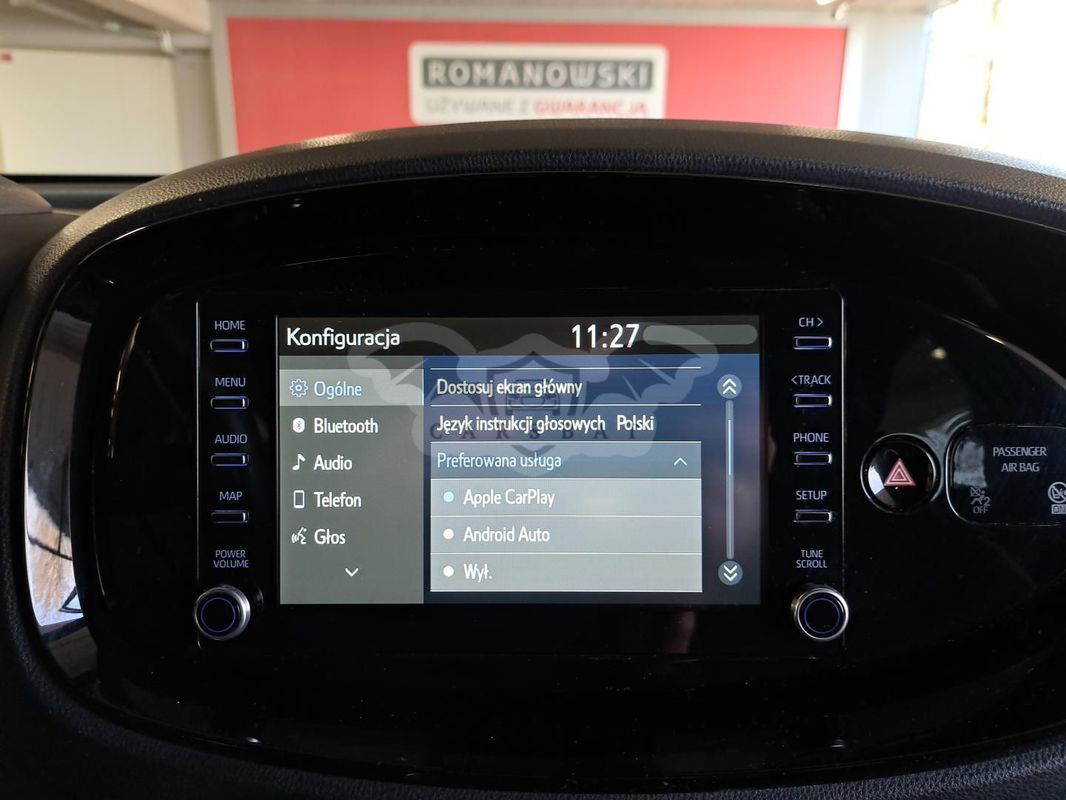 ROMANOWSKI
UŻYWANE Z GWARANCJĄ
HOME
MENU
AUDIO
MAP
POWER
VOLUME
Konfiguracja
11:27
Ogólne
Bluetooth
Audio
Telefon
Głos
Dostosuj ekran główny
Język instrukcji głosowych Polski
Preferowana usługa
Apple CarPlay
Android Auto
Wył.
CARSBAT
CH >
<TRACK
PHONE
SETUP
TUNE
SCROLL
PASSENGER
AIR BAG
2
OFF
ON